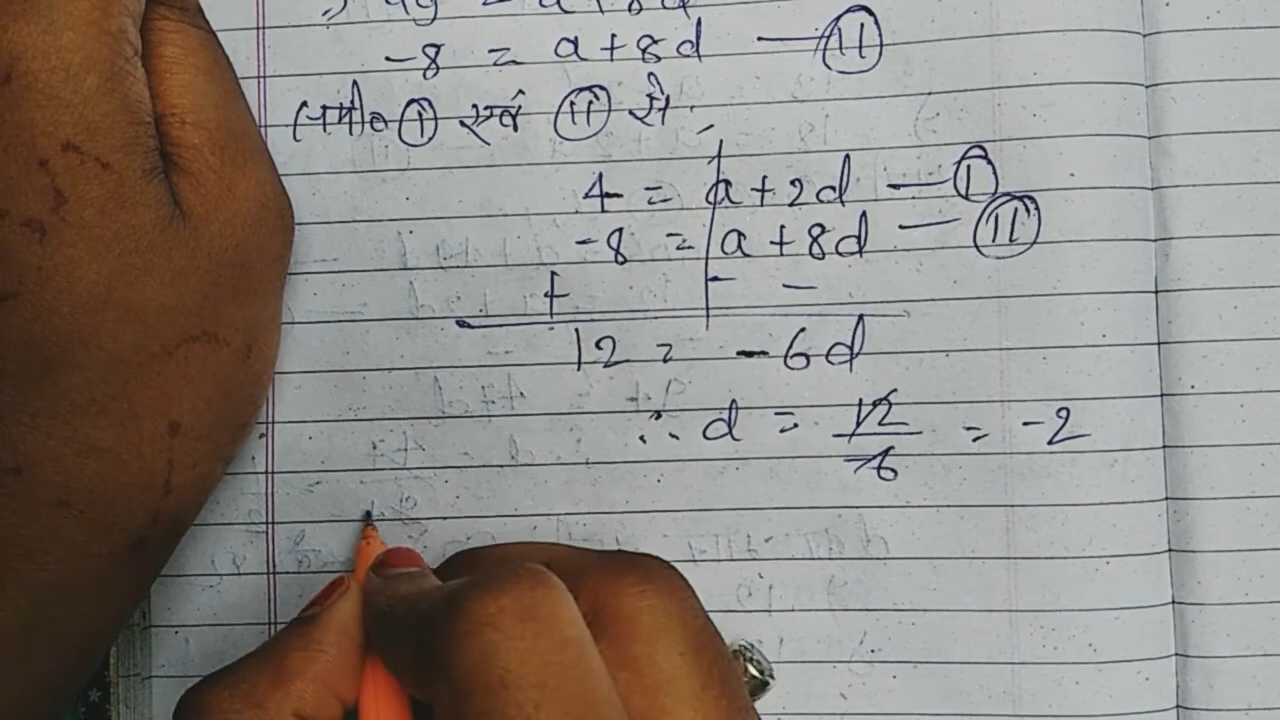 -8 = a + 8d — (II)
समी० (I) एवं (II) से,
4 = a + 2d — (I)
-8 = a + 8d — (II)
+ - -
12 = -6d
∴ d = 12/-6 = -2